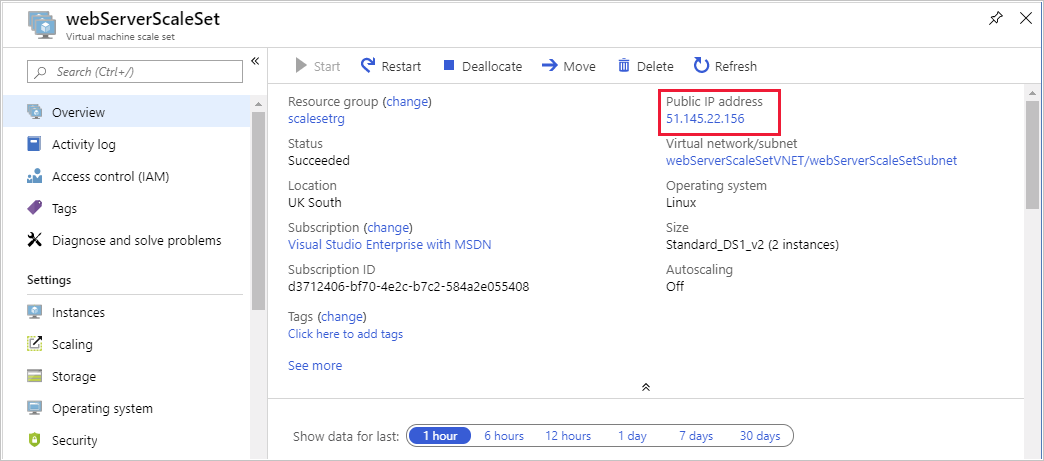 webServerScaleSet
Virtual machine scale set
Search (Ctrl+/)
«
Overview
Activity log
Access control (IAM)
Tags
Diagnose and solve problems
Settings
Instances
Scaling
Storage
Operating system
Security
Start Restart Deallocate Move Delete Refresh
Resource group (change)
scalesetrg
Status
Succeeded
Location
UK South
Subscription (change)
Visual Studio Enterprise with MSDN
Subscription ID
d3712406-bf70-4e2c-b7c2-584a2e055408
Tags (change)
Click here to add tags
See more
Public IP address
51.145.22.156
Virtual network/subnet
webServerScaleSetVNET/webServerScaleSetSubnet
Operating system
Linux
Size
Standard_DS1_v2 (2 instances)
Autoscaling
Off
Show data for last: 1 hour 6 hours 12 hours 1 day 7 days 30 days